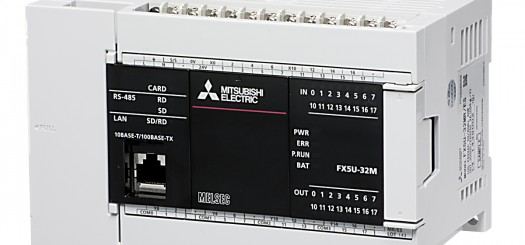 CARD
RS-485 RD
SD
LAN SD/RD
10BASE-T/100BASE-TX
MITSUBISHI
ELECTRIC
MELSEC
IN 0 1 2 3 4 5 6 7
10 11 12 13 14 15 16 17
PWR
ERR
P.RUN
BAT
FX5U-32M
OUT 0 1 2 3 4 5 6 7
10 11 12 13 14 15 16 17